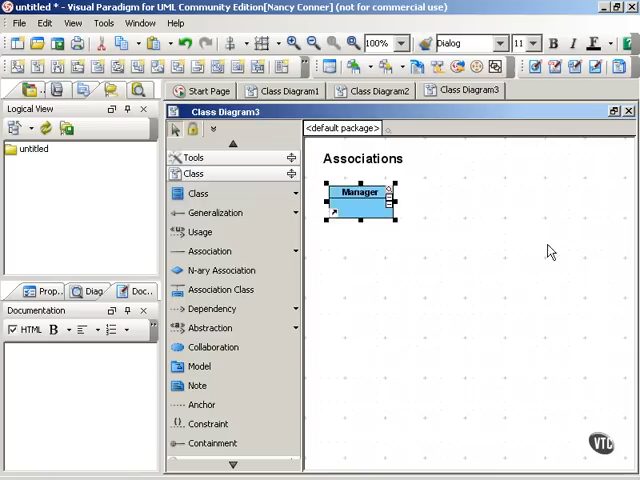 untitled * - Visual Paradigm for UML Community Edition[Nancy Conner] (not for commercial use)
File Edit View Tools Window Help
100% Dialog 11 B I F
Start Page Class Diagram1 Class Diagram2 Class Diagram3
Logical View
untitled
Class Diagram3
<default package>
Tools
Class
Class
Generalization
Usage
Association
N-ary Association
Association Class
Dependency
Abstraction
Collaboration
Model
Note
Anchor
Constraint
Containment
Associations
Manager
Prop... Diag Doc...
Documentation
HTML B
VTC